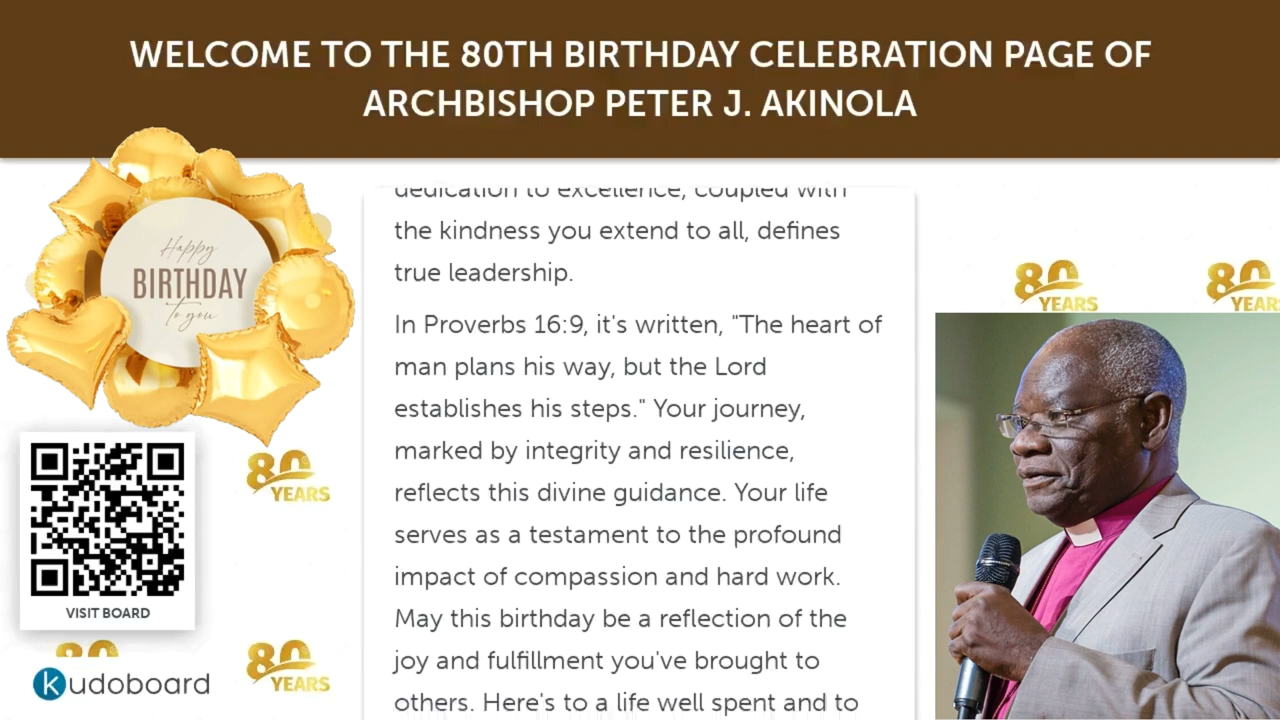 WELCOME TO THE 80TH BIRTHDAY CELEBRATION PAGE OF
ARCHBISHOP PETER J. AKINOLA
Happy
BIRTHDAY
to you
dedication to excellence, coupled with
the kindness you extend to all, defines
true leadership.
In Proverbs 16:9, it's written, "The heart of
man plans his way, but the Lord
establishes his steps." Your journey,
marked by integrity and resilience,
reflects this divine guidance. Your life
serves as a testament to the profound
impact of compassion and hard work.
May this birthday be a reflection of the
joy and fulfillment you've brought to
others. Here's to a life well spent and to
80
YEARS
80
YEARS
80
YEARS
VISIT BOARD
80
80
YEARS
kudoboard